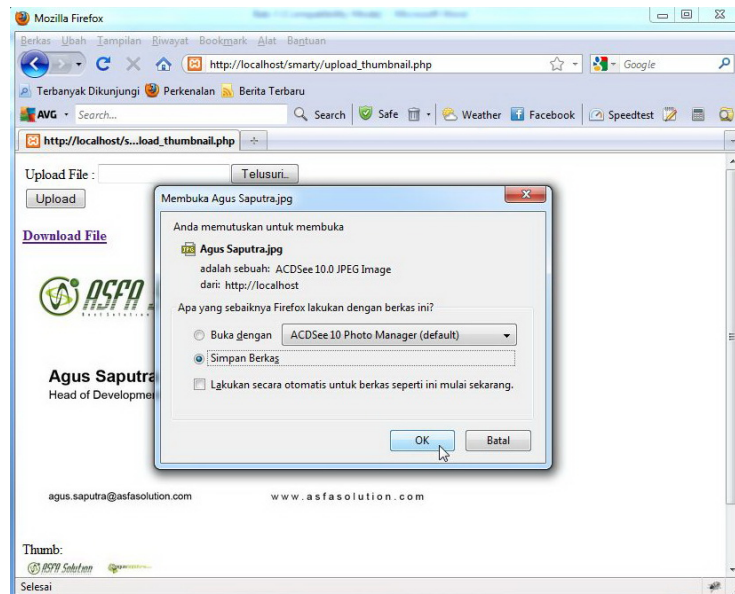 Mozilla Firefox
Berkas Ubah Tampilan Riwayat Bookmark Alat Bantuan
http://localhost/smarty/upload_thumbnail.php
Google
Terbanyak Dikunjungi Perkenalan Berita Terbaru
AVG Search... Search Safe Weather Facebook Speedtest
http://localhost/s...load_thumbnail.php
Upload File : Telusuri..
Upload
Download File
Membuka Agus Saputra.jpg
Anda memutuskan untuk membuka
JPG Agus Saputra.jpg
adalah sebuah: ACDSee 10.0 JPEG Image
dari: http://localhost
Apa yang sebaiknya Firefox lakukan dengan berkas ini?
Buka dengan ACDSee 10 Photo Manager (default)
Simpan Berkas
Lakukan secara otomatis untuk berkas seperti ini mulai sekarang.
OK Batal
ASFA
Agus Saputra
Head of Developme
agus.saputra@asfasolution.com www.asfasolution.com
Thumb:
ASFA Solution
Selesai